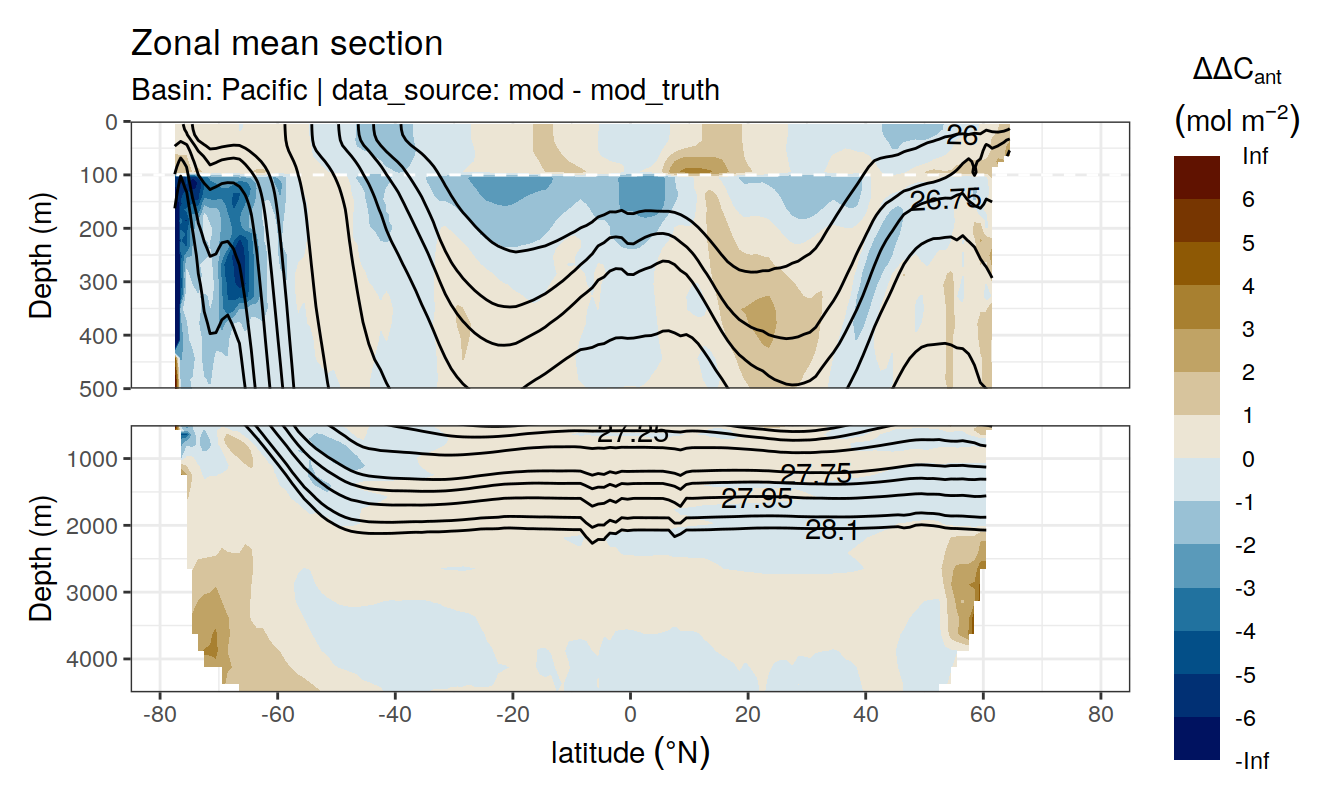 Zonal mean section
Basin: Pacific | data_source: mod - mod_truth
ΔΔC_ant
(mol m⁻²)
Inf
6
5
4
3
2
1
0
-1
-2
-3
-4
-5
-6
-Inf
Depth (m)
0
100
200
300
400
500
26
26.75
Depth (m)
1000
2000
3000
4000
27.25
27.75
27.95
28.1
-80 -60 -40 -20 0 20 40 60 80
latitude (°N)